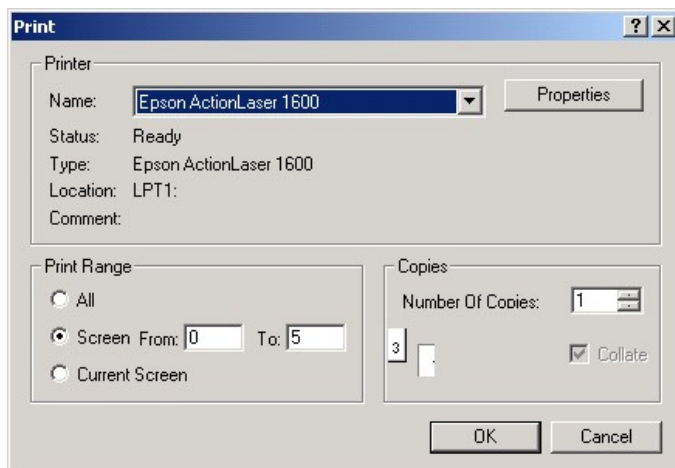 Print
Printer
Name: Epson ActionLaser 1600
Properties
Status: Ready
Type: Epson ActionLaser 1600
Location: LPT1:
Comment:
Print Range
All
Screen From: 0 To: 5
Current Screen
Copies
Number Of Copies: 1
3
Collate
OK
Cancel